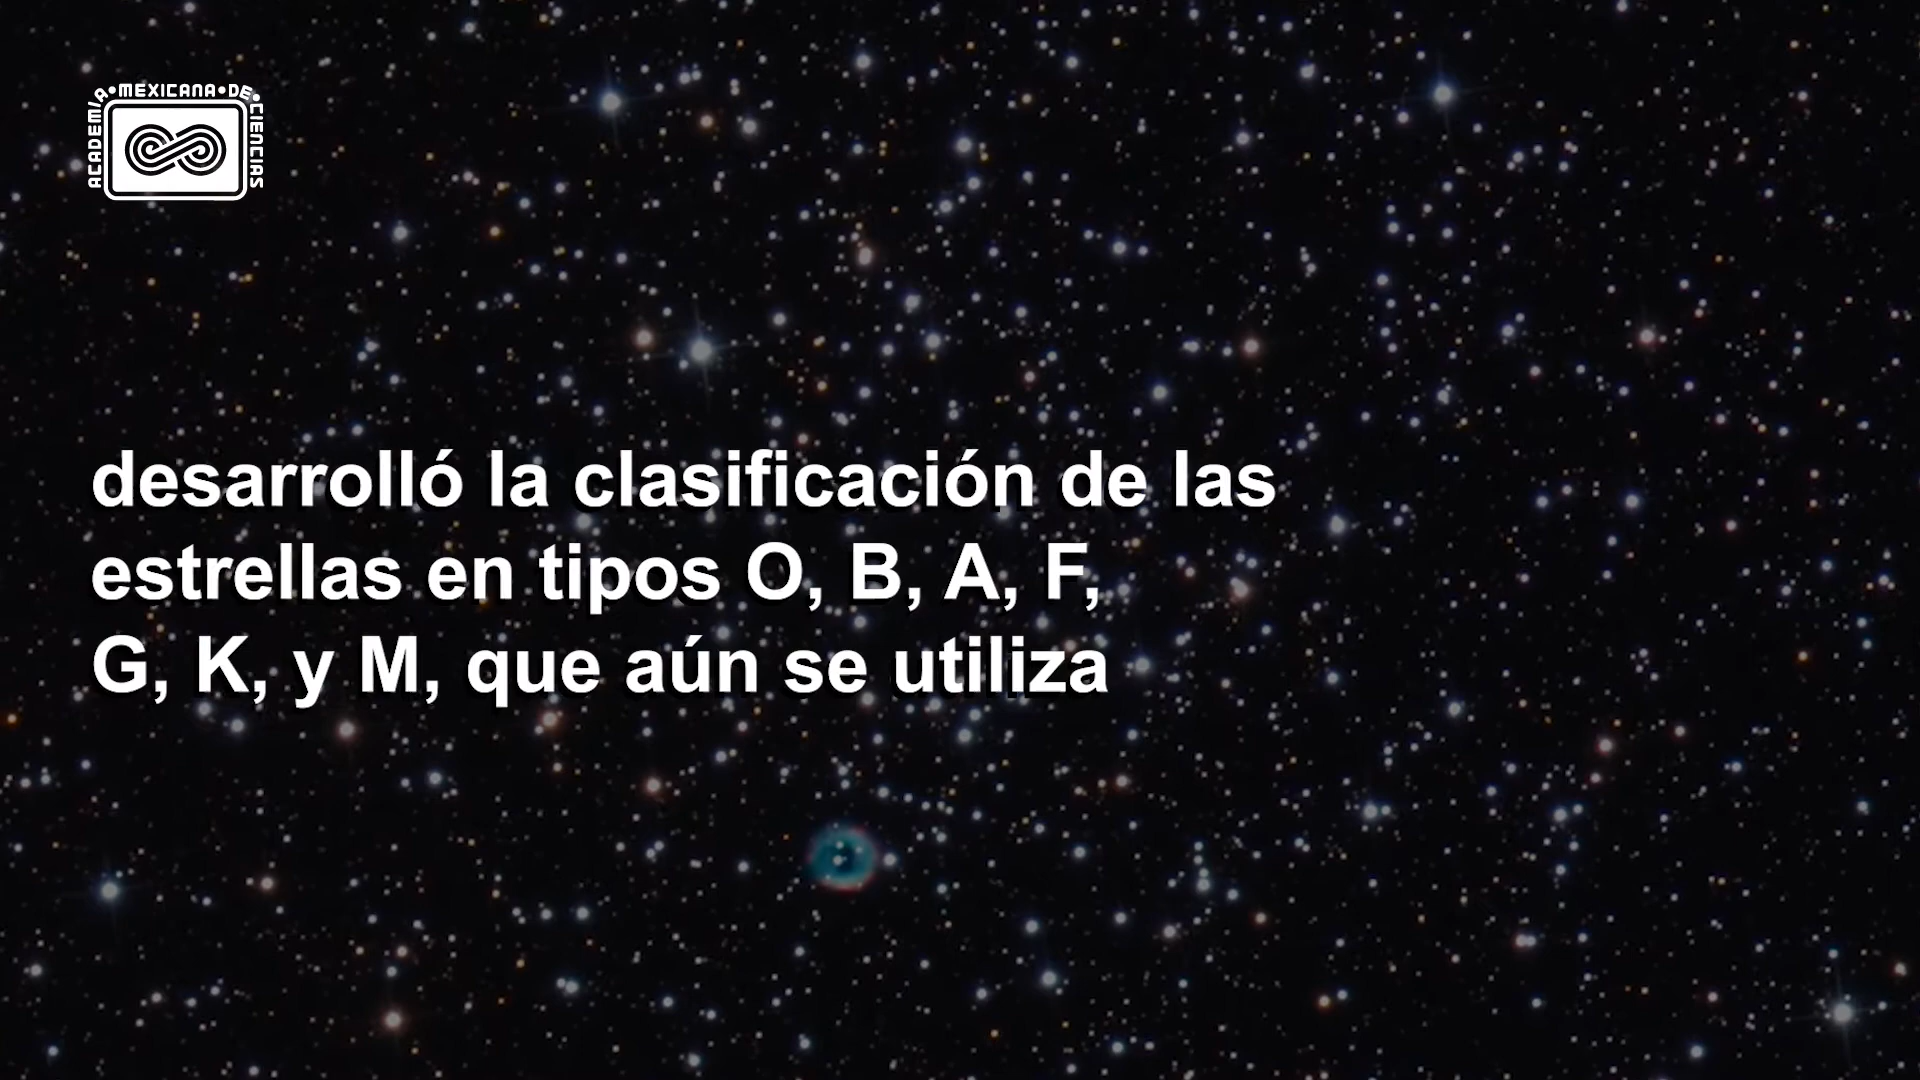 ACADEMIA•MEXICANA•DE•CIENCIAS
desarrolló la clasificación de las
estrellas en tipos O, B, A, F,
G, K, y M, que aún se utiliza